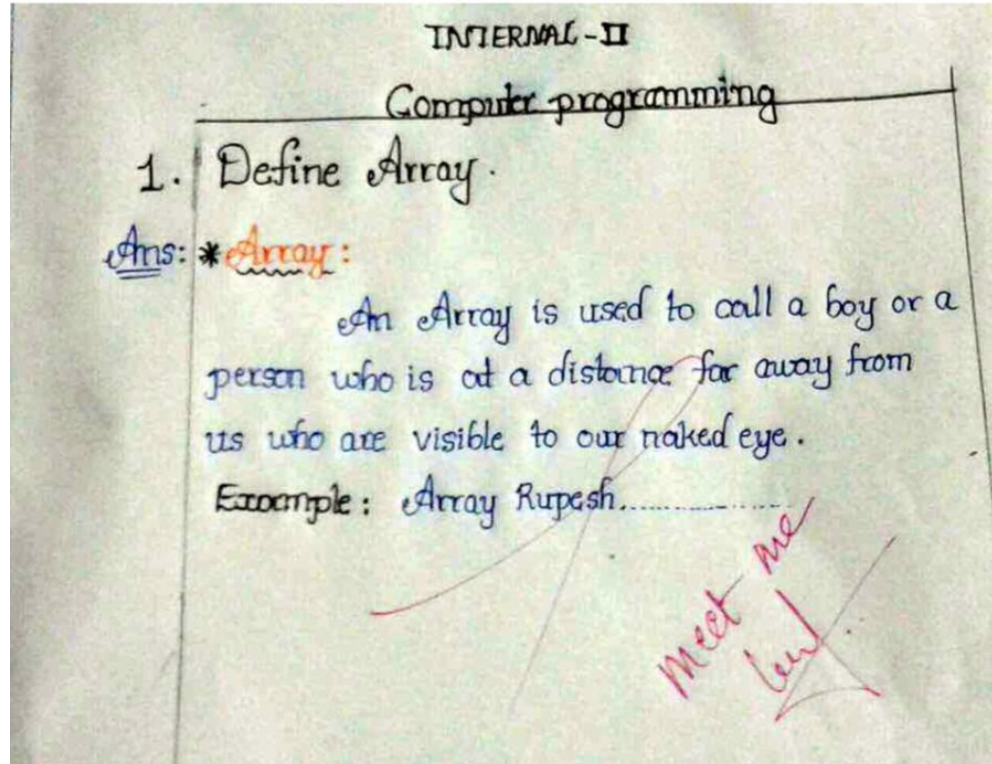 INTERNAL-II
Computer programming
1. Define Array.
Ans: *Array:
An Array is used to call a boy or a
person who is at a distance far away from
us who are visible to our naked eye.
Example: Array Rupesh..................
Meet me